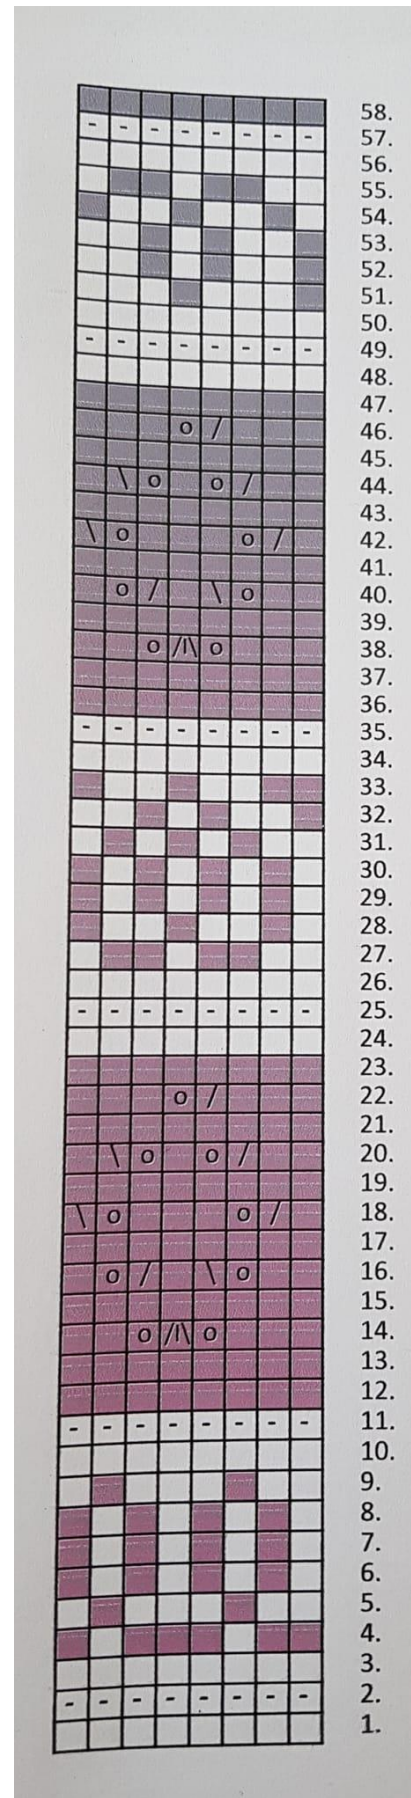 58.
- - - - - - - - 57.
56.
55.
54.
53.
52.
51.
50.
- - - - - - - - 49.
48.
47.
o / 46.
45.
\ o o / 44.
43.
\ o o / 42.
41.
o / \ o 40.
39.
o /I\ o 38.
37.
36.
- - - - - - - - 35.
34.
33.
32.
31.
30.
29.
28.
27.
26.
- - - - - - - - 25.
24.
23.
o / 22.
21.
\ o o / 20.
19.
\ o o / 18.
17.
o / \ o 16.
15.
o /I\ o 14.
13.
12.
- - - - - - - - 11.
10.
9.
8.
7.
6.
5.
4.
3.
- - - - - - - - 2.
1.